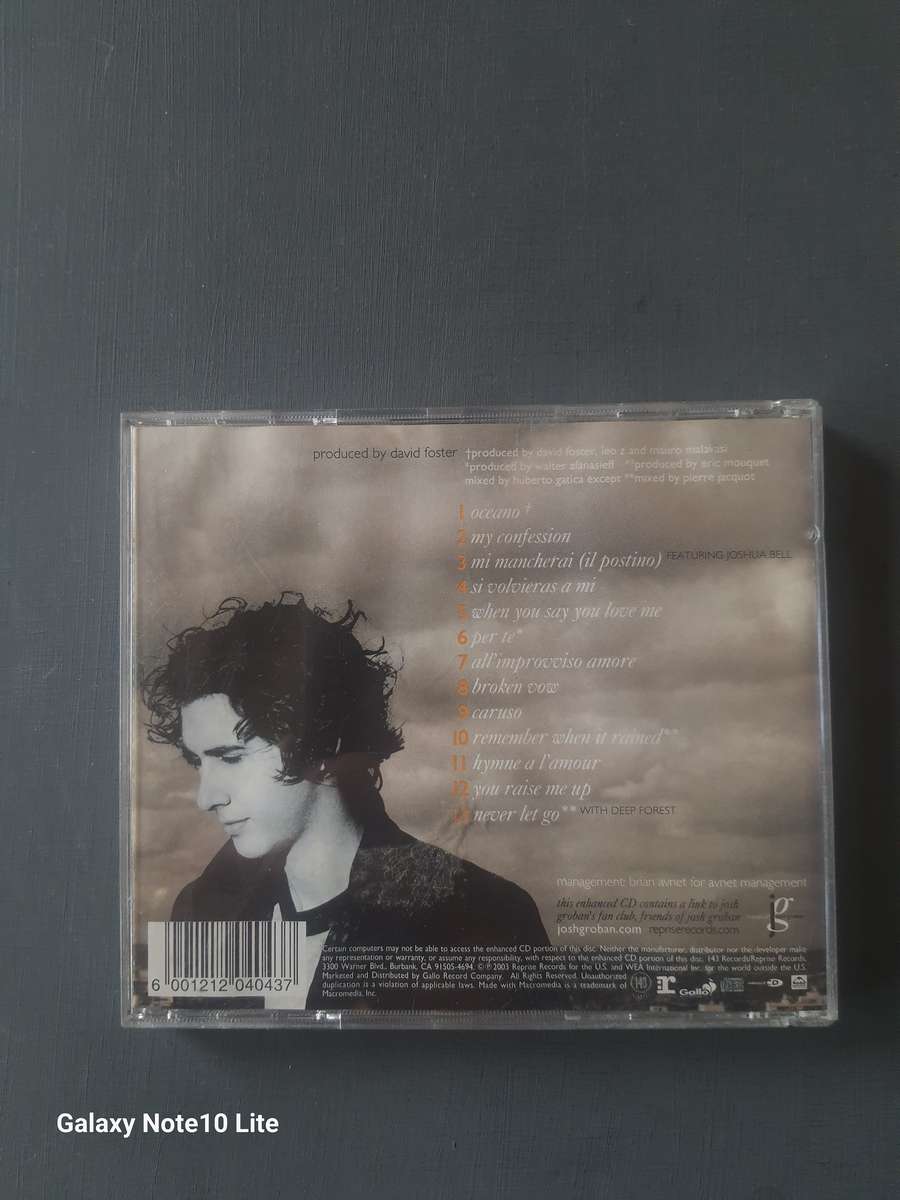 produced by david foster
†produced by david foster, leo z and mauro malavasi
*produced by walter afanasieff **produced by eric mouquet
mixed by humberto gatica except **mixed by pierre jacquot
1 oceano †
2 my confession
3 mi mancherai (il postino) FEATURING JOSHUA BELL
4 si volvieras a mi
5 when you say you love me
6 per te*
7 all'improvviso amore
8 broken vow
9 caruso
10 remember when it rained**
11 hymne a l'amour
12 you raise me up
13 never let go** WITH DEEP FOREST
management: brian avnet for avnet management
this enhanced CD contains a link to josh
groban's fan club, friends of josh groban
joshgroban.com repriserecords.com
jg
Certain computers may not be able to access the enhanced CD portion of this disc. Neither the manufacturer, distributor nor the developer make
any representation or warranty, or assume any responsibility, with respect to the enhanced CD portion of this disc. 143 Records/Reprise Records,
3300 Warner Blvd., Burbank, CA 91505-4694. ©℗ 2003 Reprise Records for the U.S. and WEA International Inc. for the world outside the U.S.
Marketed and Distributed by Gallo Record Company. All Rights Reserved. Unauthorized
duplication is a violation of applicable laws. Made with Macromedia is a trademark of
Macromedia, Inc.
143 r Gallo
6 001212 040437
Galaxy Note10 Lite